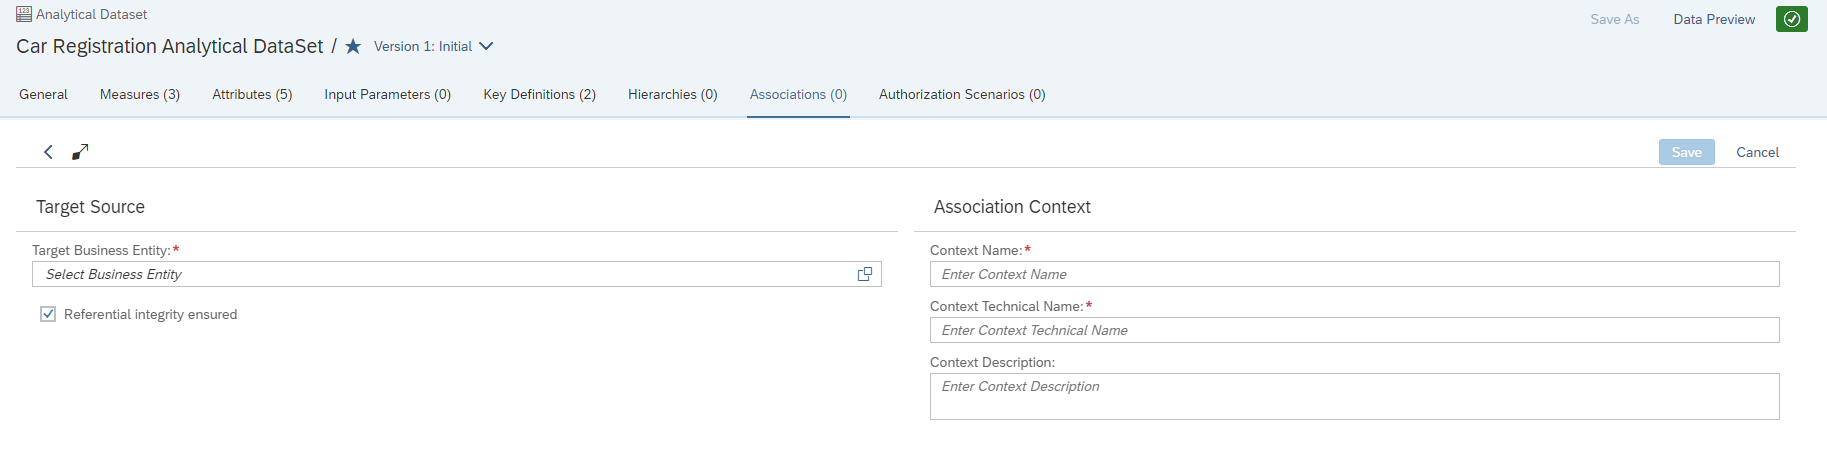 Analytical Dataset
Save As Data Preview
Car Registration Analytical DataSet / Version 1: Initial
General Measures (3) Attributes (5) Input Parameters (0) Key Definitions (2) Hierarchies (0) Associations (0) Authorization Scenarios (0)
Save Cancel
Target Source
Target Business Entity:*
Select Business Entity
Referential integrity ensured
Association Context
Context Name:*
Enter Context Name
Context Technical Name:*
Enter Context Technical Name
Context Description:
Enter Context Description